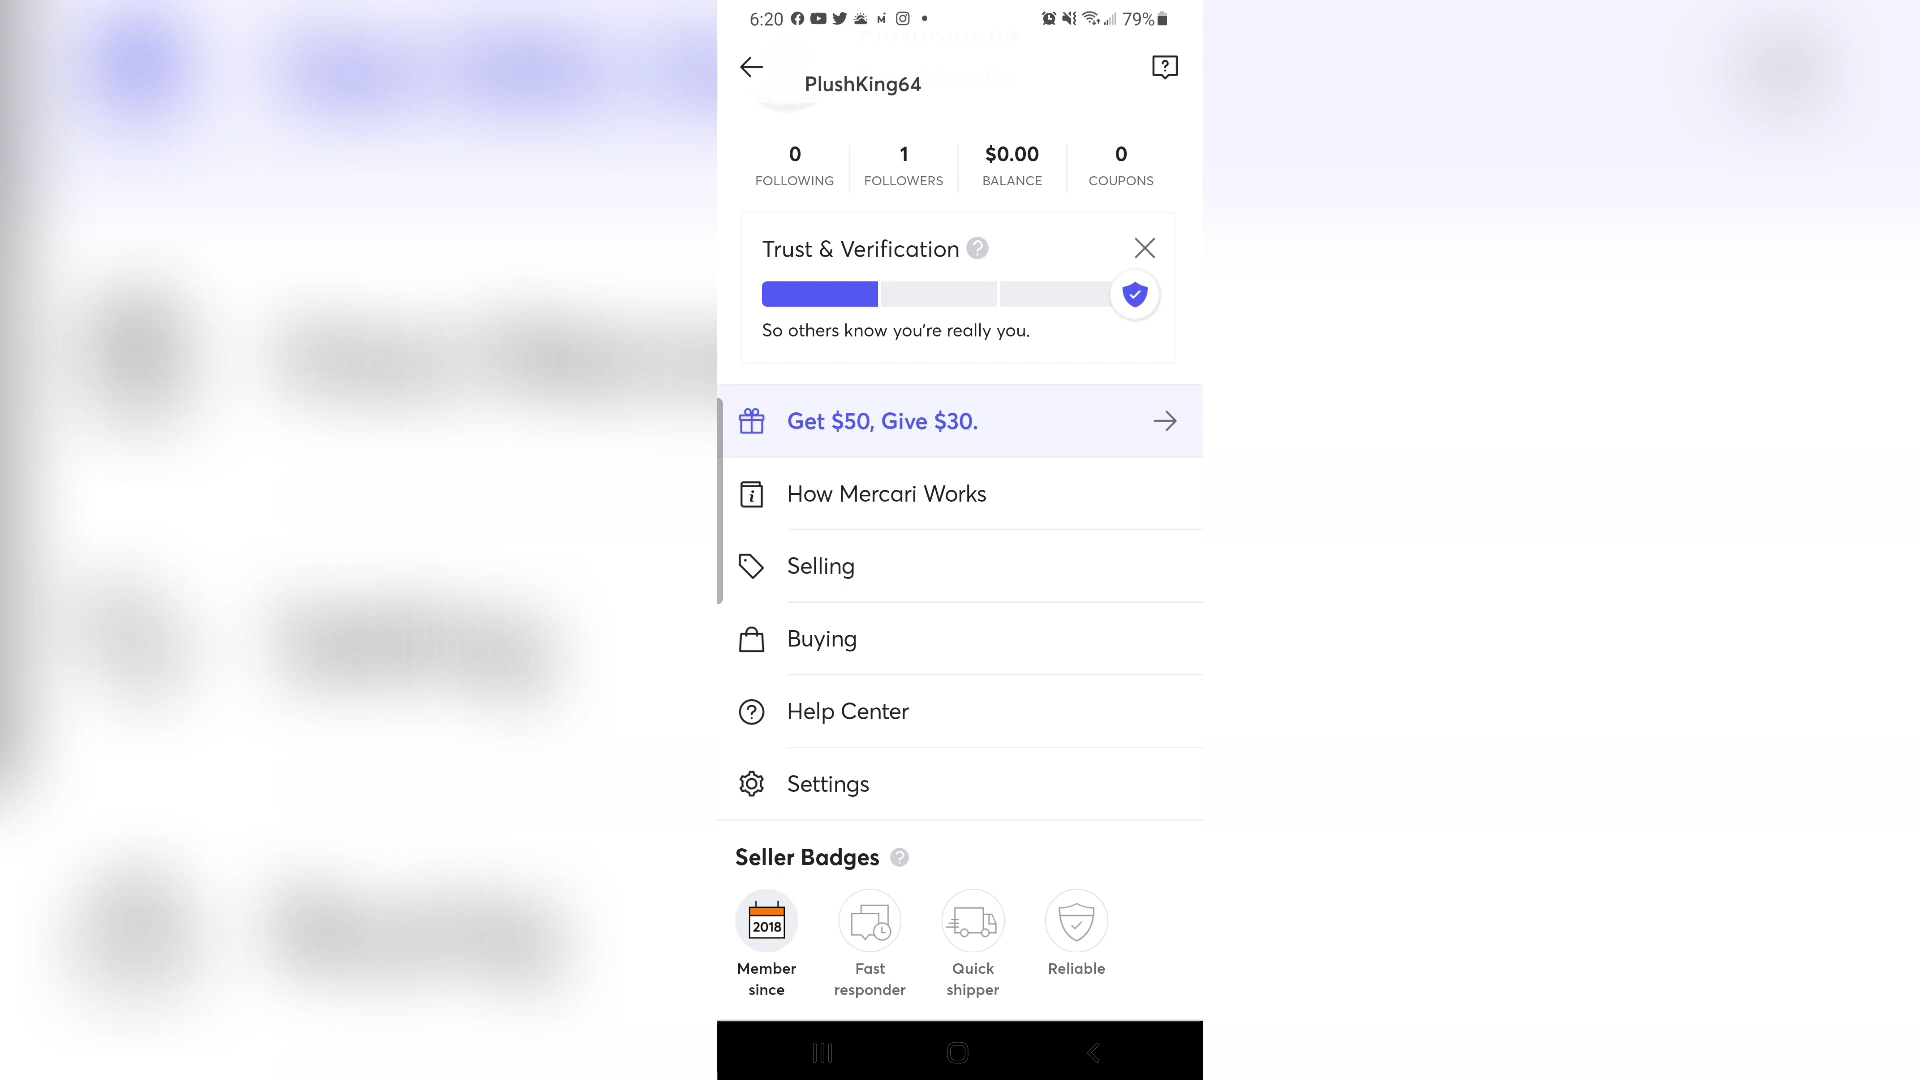 6:20 79%
PlushKing64
0 1 $0.00 0
FOLLOWING FOLLOWERS BALANCE COUPONS
Trust & Verification ?
So others know you're really you.
Get $50, Give $30.
How Mercari Works
Selling
Buying
Help Center
Settings
Seller Badges ?
2018
Member since
Fast responder
Quick shipper
Reliable